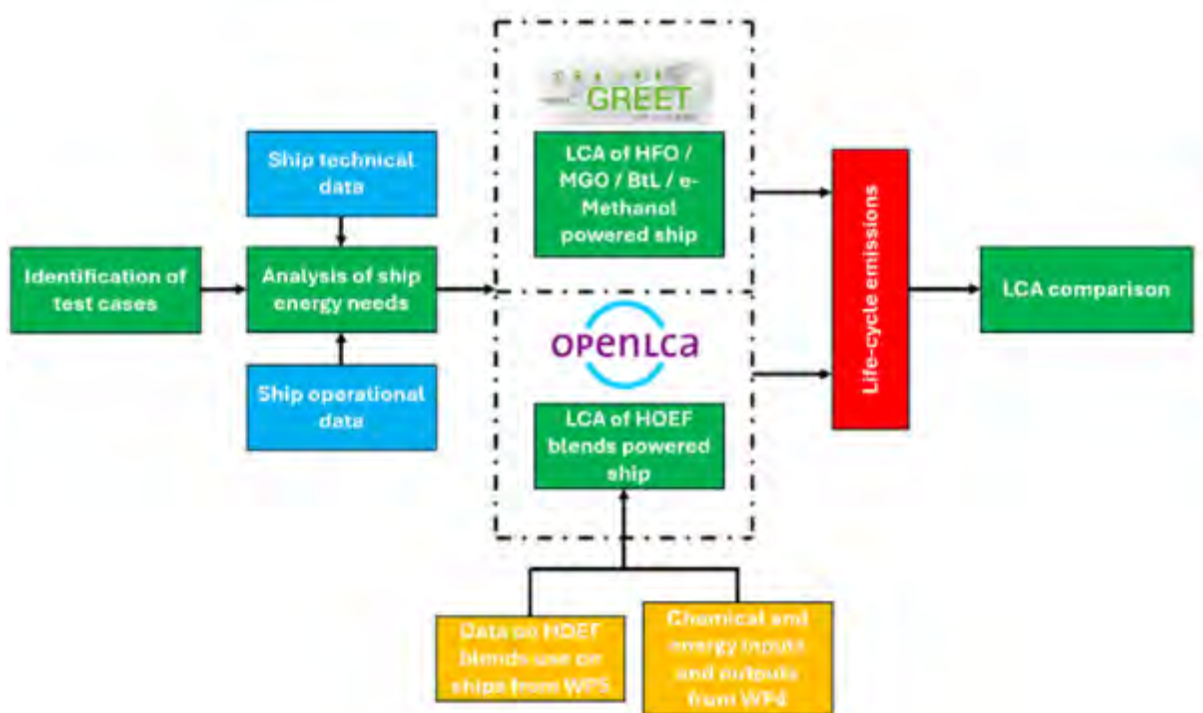 GREET
Ship technical
data
LCA of HFO /
MGO / BtL / e-
Methanol
powered ship
Identification of
test cases
Analysis of ship
energy needs
Life-cycle emissions
LCA comparison
openLca
Ship operational
data
LCA of HOEF
blends powered
ship
Data on HOEF
blends use on
ships from WP5
Chemical and
energy inputs
and outputs
from WP4